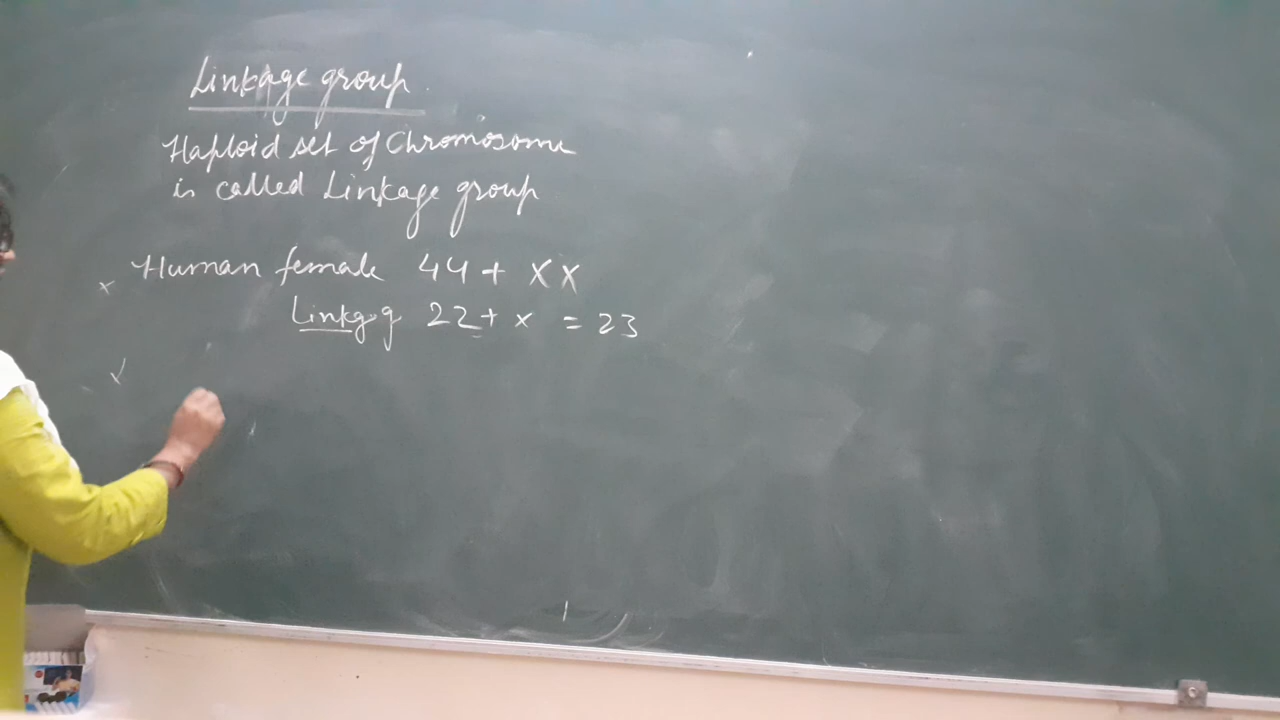 Linkage group.
Haploid set of Chromosome
is called Linkage group
x Human female 44 + XX
Linkg. g 22 + x = 23